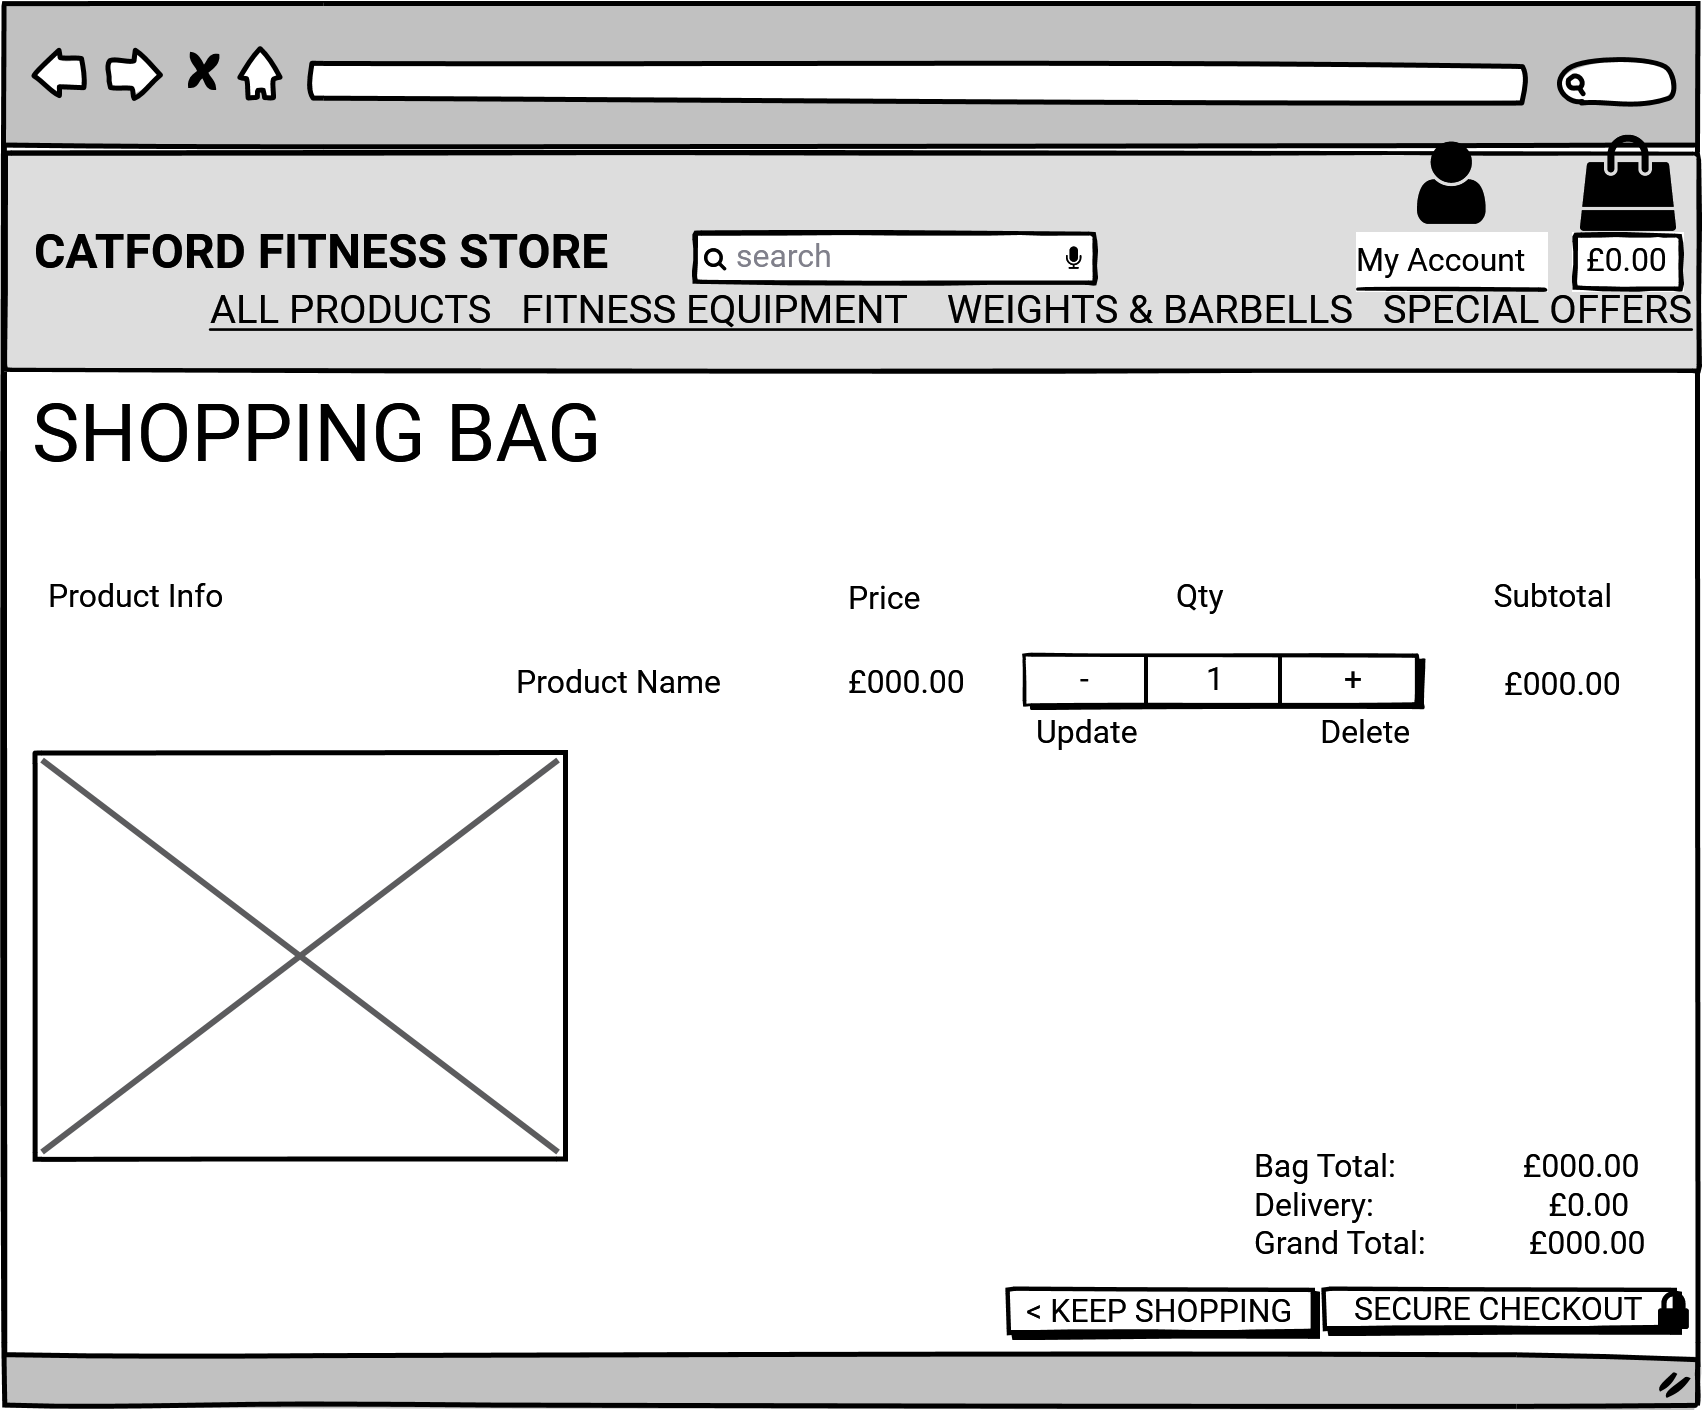 CATFORD FITNESS STORE
search
My Account
£0.00
ALL PRODUCTS FITNESS EQUIPMENT WEIGHTS & BARBELLS SPECIAL OFFERS
SHOPPING BAG
Product Info Price Qty Subtotal
Product Name £000.00 - 1 + £000.00
Update Delete
Bag Total: £000.00
Delivery: £0.00
Grand Total: £000.00
< KEEP SHOPPING SECURE CHECKOUT